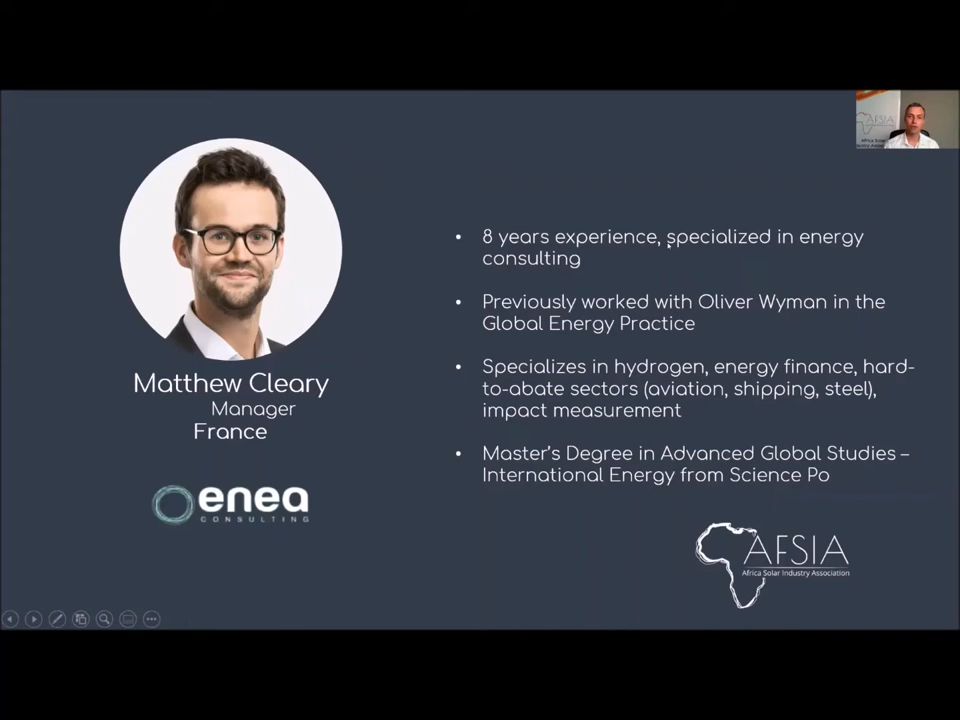 AFSIA
Matthew Cleary
Manager
France
enea
CONSULTING
• 8 years experience, specialized in energy
consulting
• Previously worked with Oliver Wyman in the
Global Energy Practice
• Specializes in hydrogen, energy finance, hard-
to-abate sectors (aviation, shipping, steel),
impact measurement
• Master's Degree in Advanced Global Studies –
International Energy from Science Po
AFSIA
Africa Solar Industry Association